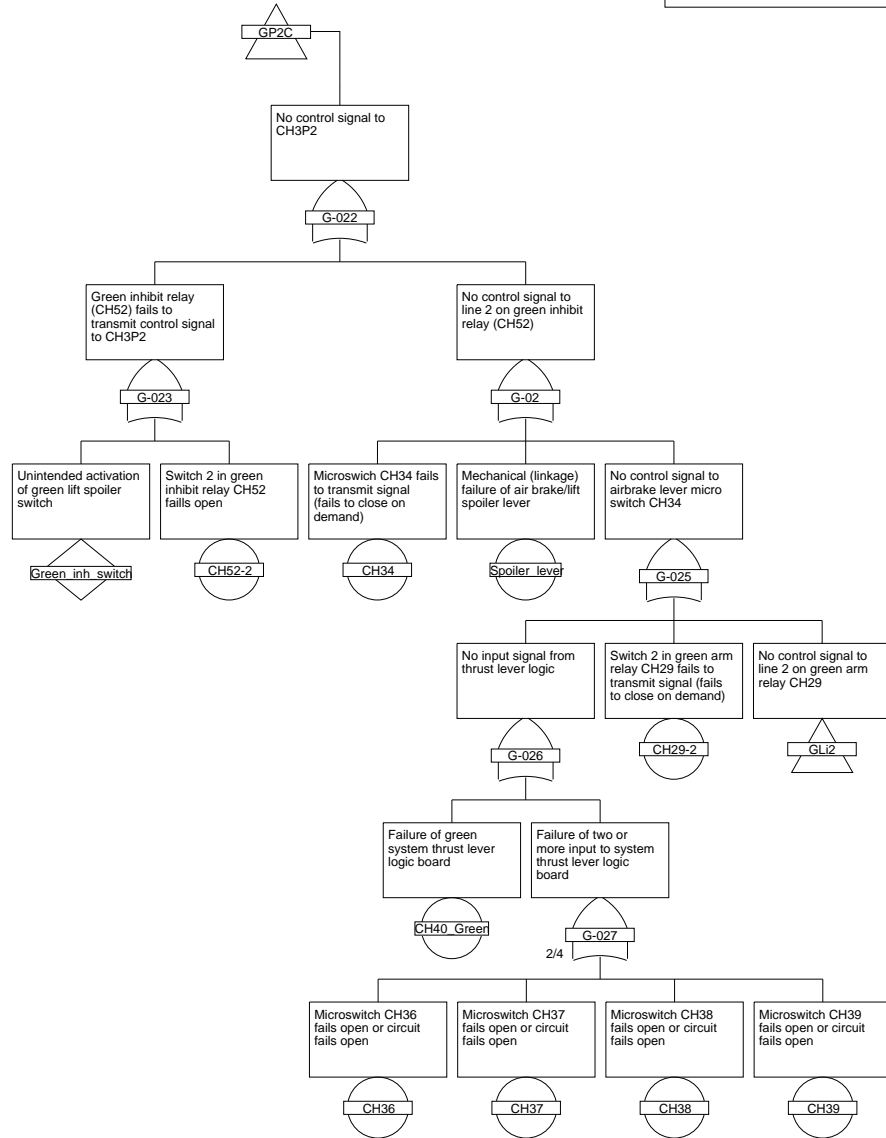 GP2C
No control signal to
CH3P2
G-022
Green inhibit relay
(CH52) fails to
transmit control signal
to CH3P2
No control signal to
line 2 on green inhibit
relay (CH52)
G-023
G-02
Unintended activation
of green lift spoiler
switch
Switch 2 in green
inhibit relay CH52
faills open
Microswich CH34 fails
to transmit signal
(fails to close on
demand)
Mechanical (linkage)
failure of air brake/lift
spoiler lever
No control signal to
airbrake lever micro
switch CH34
Green_inh_switch
CH52-2
CH34
Spoiler_lever
G-025
No input signal from
thrust lever logic
Switch 2 in green arm
relay CH29 fails to
transmit signal (fails
to close on demand)
No control signal to
line 2 on green arm
relay CH29
G-026
CH29-2
GLi2
Failure of green
system thrust lever
logic board
Failure of two or
more input to system
thrust lever logic
board
CH40_Green
G-027
2/4
Microswitch CH36
fails open or circuit
fails open
Microswitch CH37
fails open or circuit
fails open
Microswitch CH38
fails open or circuit
fails open
Microswitch CH39
fails open or circuit
fails open
CH36
CH37
CH38
CH39